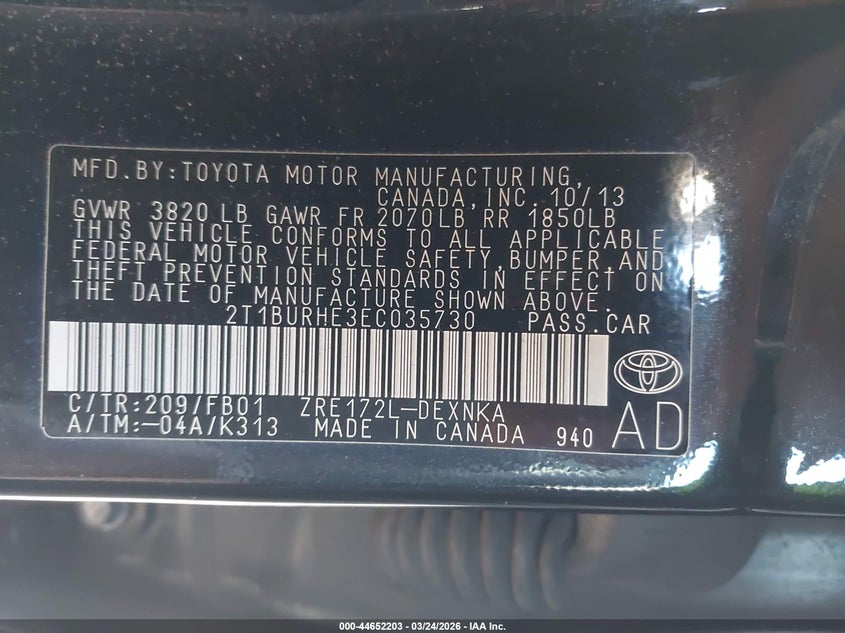 MFD.BY:TOYOTA MOTOR MANUFACTURING,
CANADA,INC. 10/13
GVWR 3820 LB GAWR FR 2070LB RR 1850LB
THIS VEHICLE CONFORMS TO ALL APPLICABLE
FEDERAL MOTOR VEHICLE SAFETY,BUMPER,AND
THEFT PREVENTION STANDARDS IN EFFECT ON
THE DATE OF MANUFACTURE SHOWN ABOVE.
2T1BURHE3EC035730 PASS.CAR
C/TR:209/FB01 ZRE172L-DEXNKA
A/TM:-04A/K313 MADE IN CANADA 940 AD
000-44652203 - 03/24/2026 - IAA Inc.